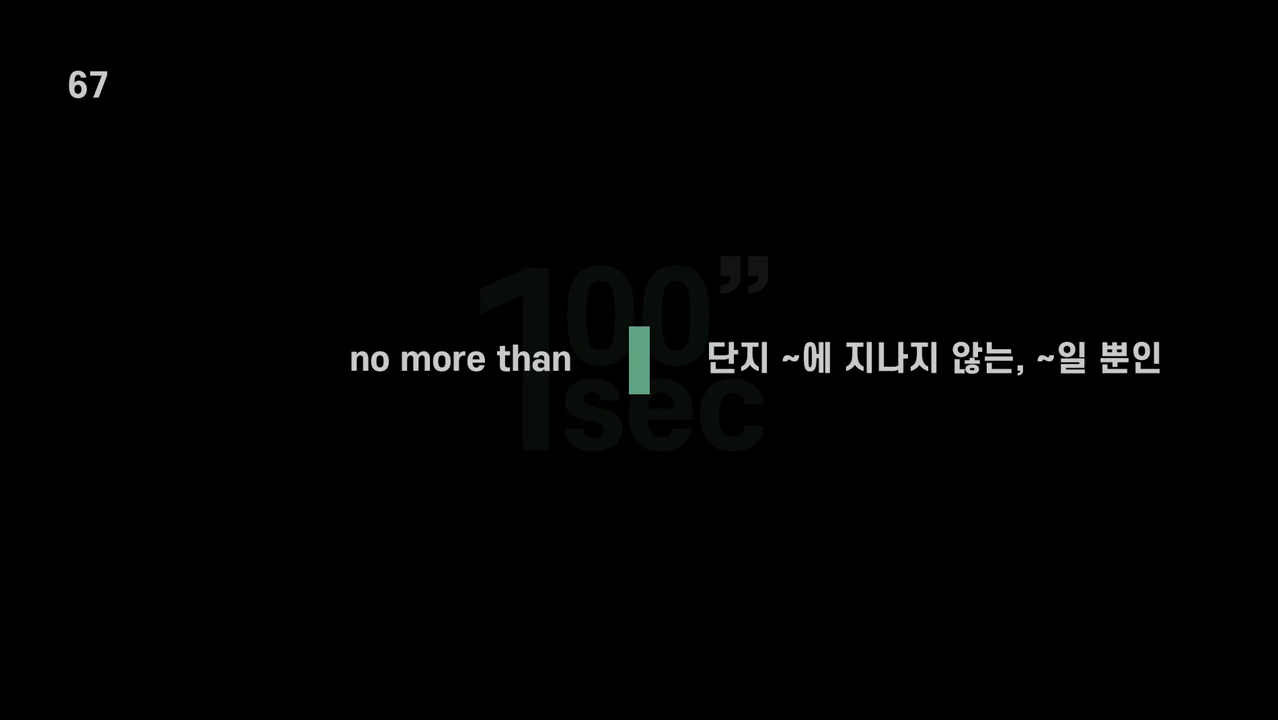 67
100”
1sec
no more than
단지 ~에 지나지 않는, ~일 뿐인